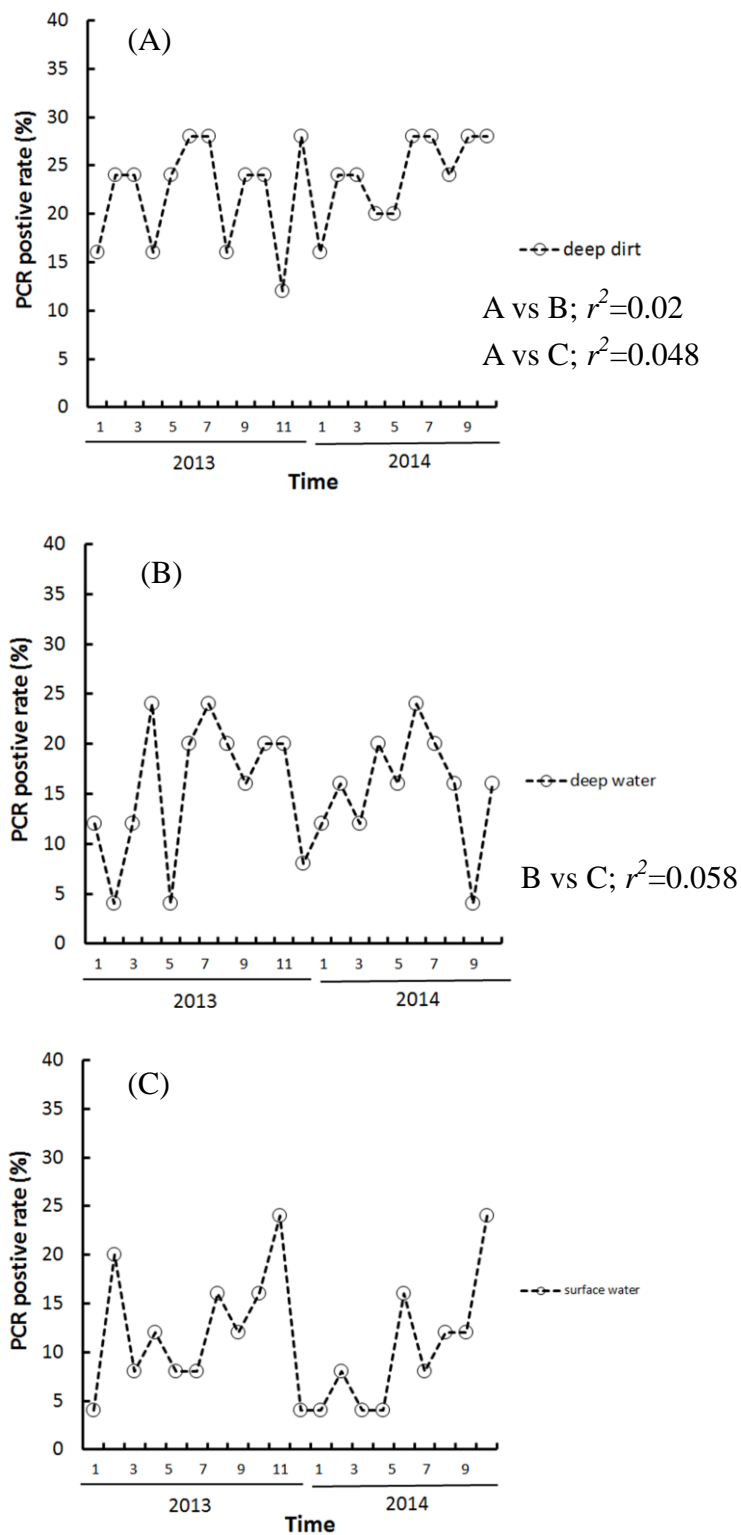 (A)
40
35
30
25
20
15
10
5
0
PCR postive rate (%)
deep dirt
A vs B; r²=0.02
A vs C; r²=0.048
1 3 5 7 9 11 1 3 5 7 9
2013 2014
Time
(B)
40
35
30
25
20
15
10
5
0
PCR postive rate (%)
deep water
B vs C; r²=0.058
1 3 5 7 9 11 1 3 5 7 9
2013 2014
(C)
40
35
30
25
20
15
10
5
0
PCR postive rate (%)
surface water
1 3 5 7 9 11 1 3 5 7 9
2013 2014
Time